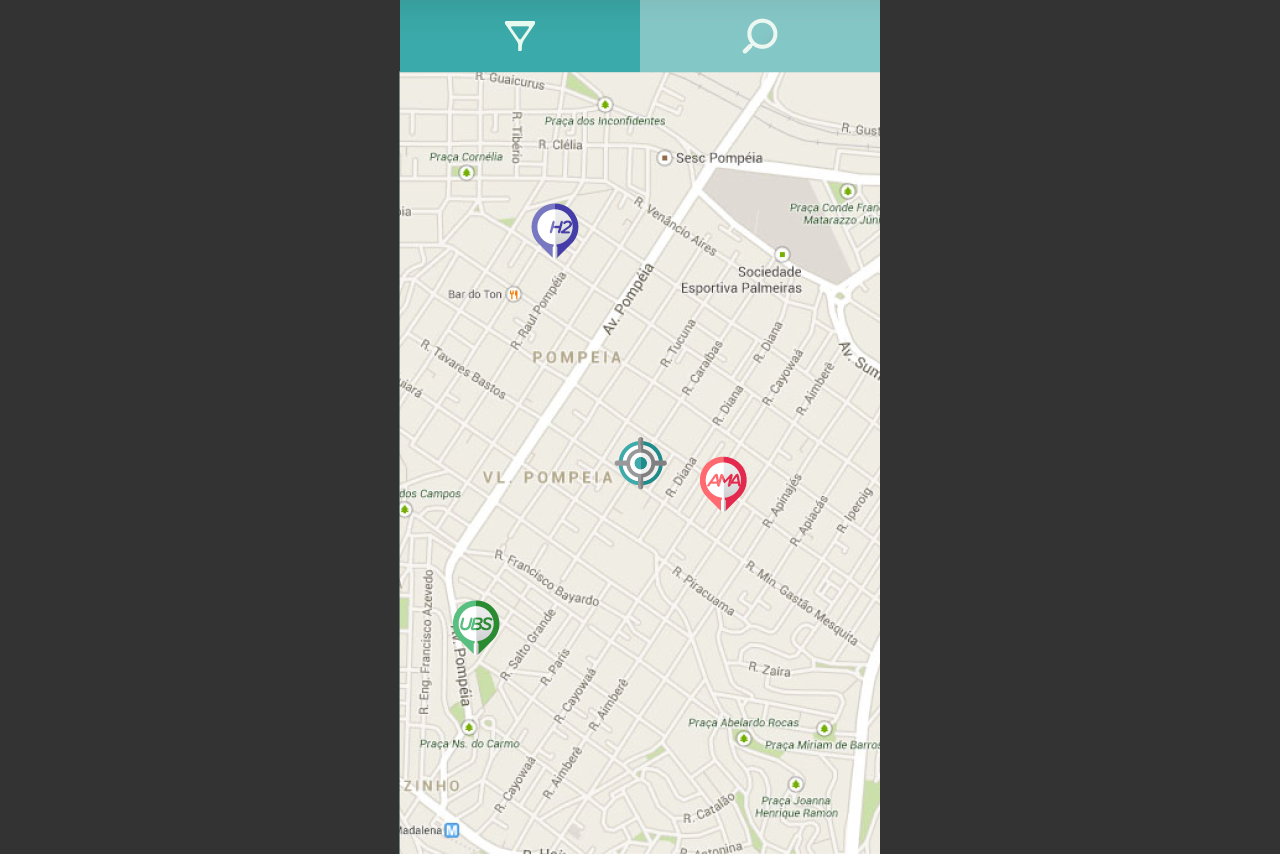 R. Guaicurus
Praça dos Inconfidentes
R. Tibério
R. Clélia
Praça Cornélia
Sesc Pompéia
R. Gust
Praça Conde Fran
Matarazzo Júni
R. Venâncio Aires
H2
Sociedade
Esportiva Palmeiras
Bar do Ton
R. Raul Pompéia
Av. Pompéia
POMPEIA
R. Tavares Bastos
R. Tucuna
R. Caraíbas
R. Diana
R. Cayowaá
R. Aimberê
Av. Sum
R. Diana
VL. POMPEIA
R. Diana
AMA
dos Campos
R. Apinajés
R. Apiacás
R. Iperoig
R. Francisco Bayardo
R. Piracuama
R. Min. Gastão Mesquita
R. Eng. Francisco Azevedo
UBS
Av. Pompéia
R. Salto Grande
R. Paris
R. Cayowaá
R. Aimberê
R. Zaíra
Praça Abelardo Rocas
Praça Ns. do Carmo
Praça Míriam de Barros
R. Cayowaá
R. Aimberê
ZINHO
R. Catalão
Praça Joanna
Henrique Ramon
Madalena
M
R. Antonina